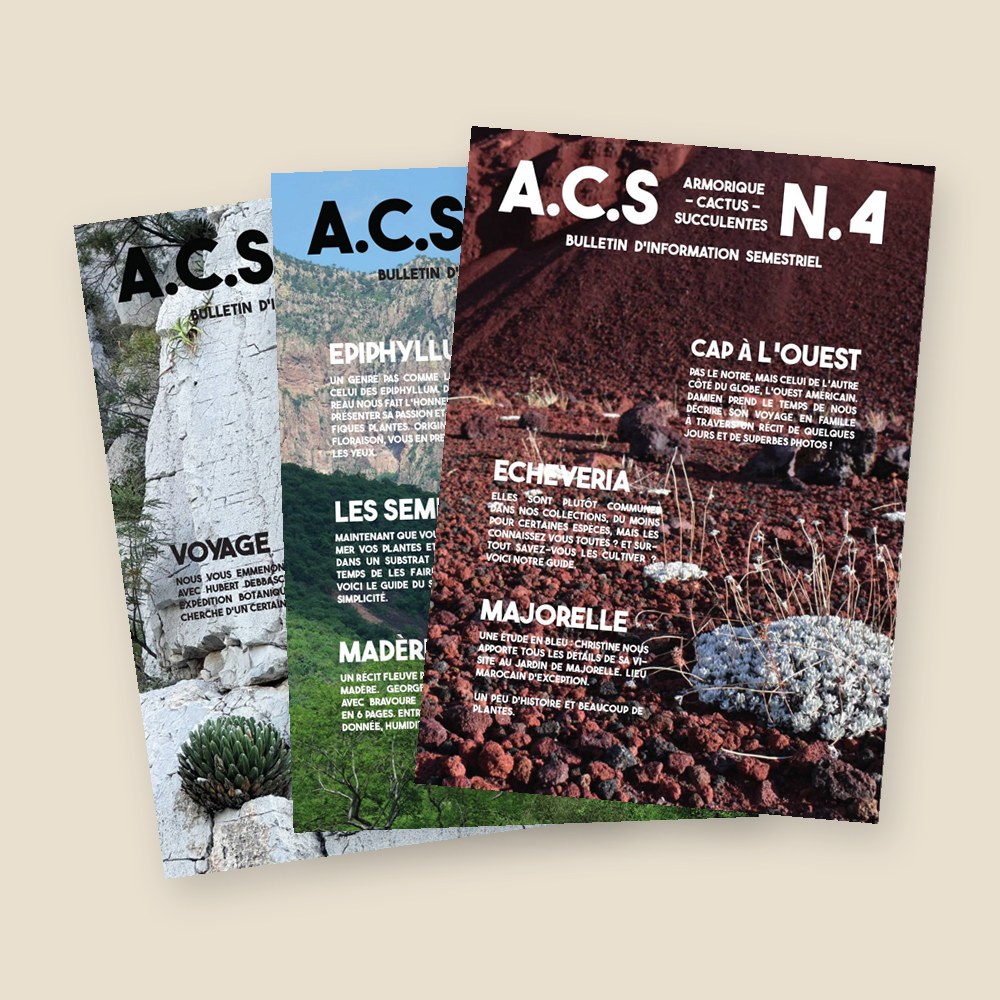 A.C.S
BULLETIN D'I
VOYAGE
NOUS VOUS EMMENON
AVEC HUBERT DEBBASC
EXPÉDITION BOTANIQU
CHERCHE D'UN CERTAIN
A.C.S
BULLETIN D'
EPIPHYLLU
UN GENRE PAS COMME L
CELUI DES EPIPHYLLUM, D
REAU NOUS FAIT L'HONNE
PRÉSENTER SA PASSION ET
FIQUES PLANTES. ORIGIN
FLORAISON, VOUS EN PRE
LES YEUX.
LES SEMI
MAINTENANT QUE VOU
MER VOS PLANTES ET
DANS UN SUBSTRAT
TEMPS DE LES FAIR
VOICI LE GUIDE DU S
SIMPLICITÉ.
MADÈR
UN RÉCIT FLEUVE P
MADÈRE. GEORGE
AVEC BRAVOURE
EN 6 PAGES. ENTR
DONNÉE, HUMIDI
A.C.S
ARMORIQUE
- CACTUS -
SUCCULENTES
N.4
BULLETIN D'INFORMATION SEMESTRIEL
CAP À L'OUEST
PAS LE NOTRE, MAIS CELUI DE L'AUTRE
CÔTÉ DU GLOBE, L'OUEST AMÉRICAIN.
DAMIEN PREND LE TEMPS DE NOUS
DÉCRIRE SON VOYAGE EN FAMILLE
À TRAVERS UN RÉCIT DE QUELQUES
JOURS ET DE SUPERBES PHOTOS !
ECHEVERIA
ELLES SONT PLUTÔT COMMUNES
DANS NOS COLLECTIONS, DU MOINS
POUR CERTAINES ESPÈCES, MAIS LES
CONNAISSEZ VOUS TOUTES ? ET SUR-
TOUT SAVEZ-VOUS LES CULTIVER ?
VOICI NOTRE GUIDE.
MAJORELLE
UNE ÉTUDE EN BLEU : CHRISTINE NOUS
APPORTE TOUS LES DÉTAILS DE SA VI-
SITE AU JARDIN DE MAJORELLE. LIEU
MAROCAIN D'EXCEPTION.
UN PEU D'HISTOIRE ET BEAUCOUP DE
PLANTES.